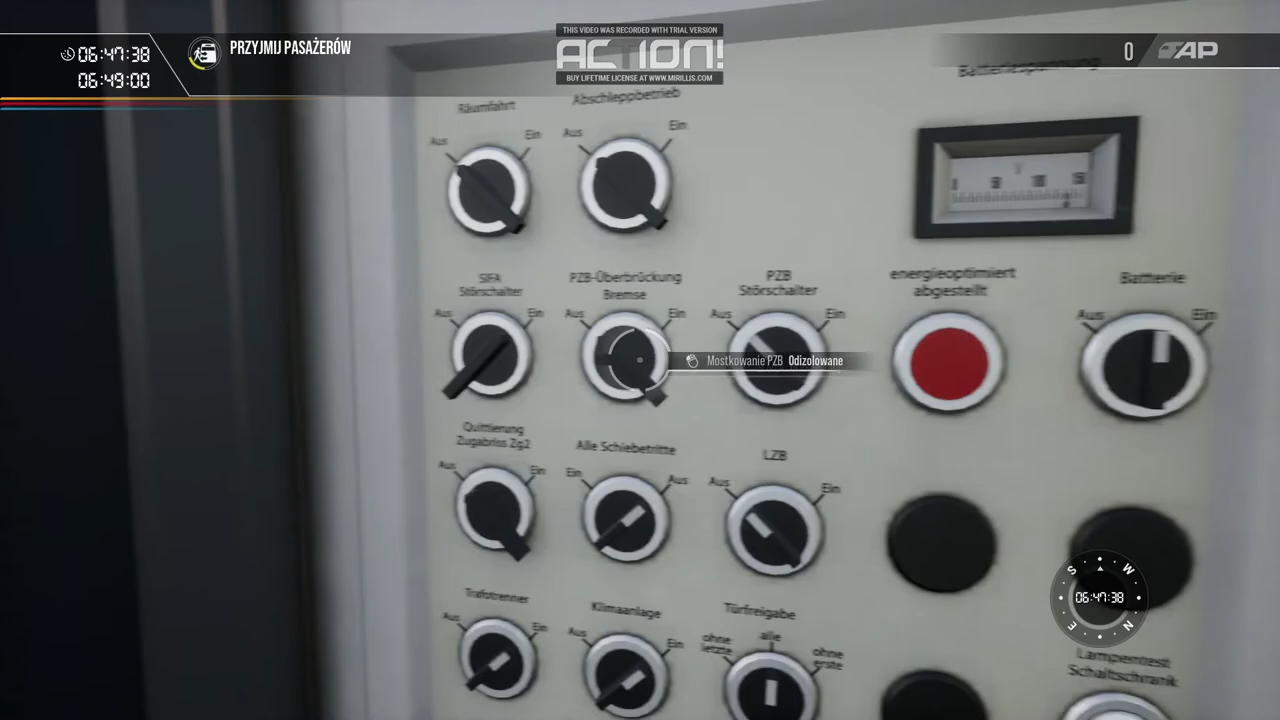 06:47:38
06:49:00
PRZYJMIJ PASAŻERÓW
THIS VIDEO WAS RECORDED WITH TRIAL VERSION
ACTION!
BUY LIFETIME LICENSE AT WWW.MIRILLIS.COM
0 AP
Räumfahrt
Aus Ein
Abschleppbetrieb
Aus Ein
Batteriespannung
SIFA
Störschalter
Aus Ein
PZB-Überbrückung
Bremse
Aus Ein
PZB
Störschalter
Aus Ein
energieoptimiert
abgestellt
Batterie
Aus Ein
Mostkowanie PZB Odizolowane
Quittierung
Zugabriss Zg2
Aus Ein
Alle Schiebetritte
Ein Aus
LZB
Aus Ein
S W
06:47:38
E N
Trafotrenner
Aus Ein
Klimaanlage
Aus Ein
Türfreigabe
ohne
letzte
alle
ohne
erste
Lampentest
Schaltschrank